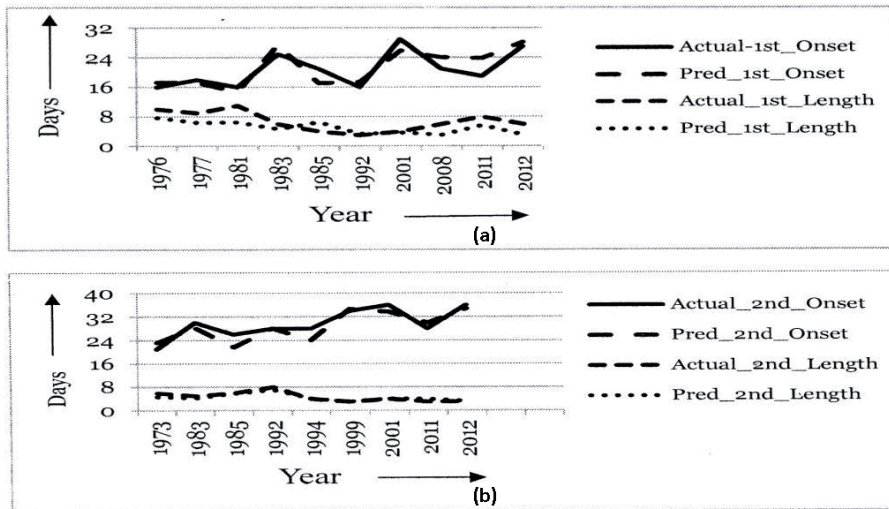 32
24
16
8
0
Days
1976
1977
1981
1983
1985
1992
2001
2008
2011
2012
Year
(a)
Actual-1st_Onset
Pred_1st_Onset
Actual_1st_Length
Pred_1st_Length
40
32
24
16
8
0
Days
1973
1983
1985
1992
1994
1999
2001
2011
2012
Year
(b)
Actual_2nd_Onset
Pred_2nd_Onset
Actual_2nd_Length
Pred_2nd_Length